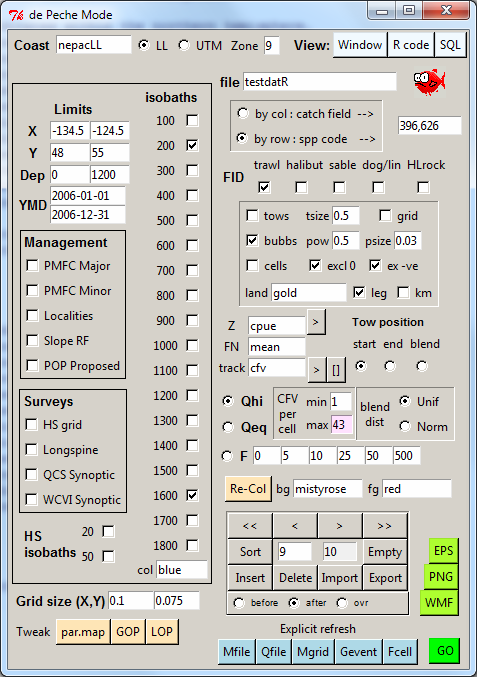 de Peche Mode
Coast nepacLL LL UTM Zone 9 View: Window R code SQL
file testdatR
Limits
X -134.5 -124.5
Y 48 55
Dep 0 1200
YMD 2006-01-01
2006-12-31
Management
PMFC Major
PMFC Minor
Localities
Slope RF
POP Proposed
Surveys
HS grid
Longspine
QCS Synoptic
WCVI Synoptic
HS isobaths
20
50
isobaths
100
200
300
400
500
600
700
800
900
1000
1100
1200
1300
1400
1500
1600
1700
1800
col blue
Grid size (X,Y) 0.1 0.075
Tweak par.map GOP LOP
by col : catch field -->
by row : spp code -->
396,626
trawl halibut sable dog/lin HLrock
FID
tows tsize 0.5 grid
bubbs pow 0.5 psize 0.03
cells excl 0 ex -ve
land gold leg km
Z cpue >
FN mean
track cfv > []
Tow position
start end blend
Qhi
Qeq
CFV per cell
min 1
max 43
blend dist
Unif
Norm
F 0 5 10 25 50 500
Re-Col bg mistyrose fg red
<< < > >>
Sort 9 10 Empty
Insert Delete Import Export
before after ovr
EPS
PNG
WMF
Explicit refresh
Mfile Qfile Mgrid Gevent Fcell GO